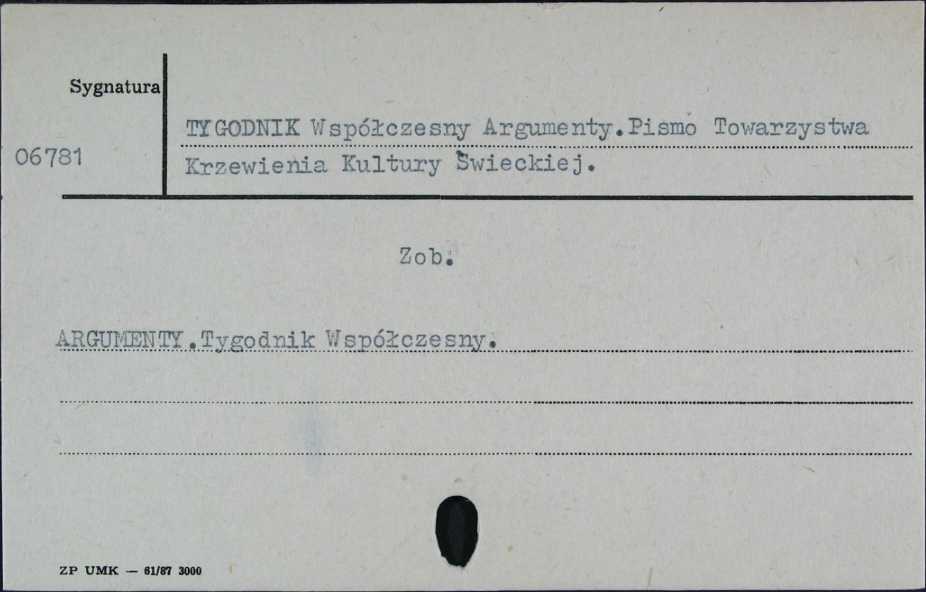 Sygnatura
TYGODNIK Współczesny Argumenty.Pismo Towarzystwa
06781
Krzewienia Kultury Świeckiej.
Zob.
ARGUMENTY.Tygodnik Współczesny.
ZP UMK — 61/87 3000